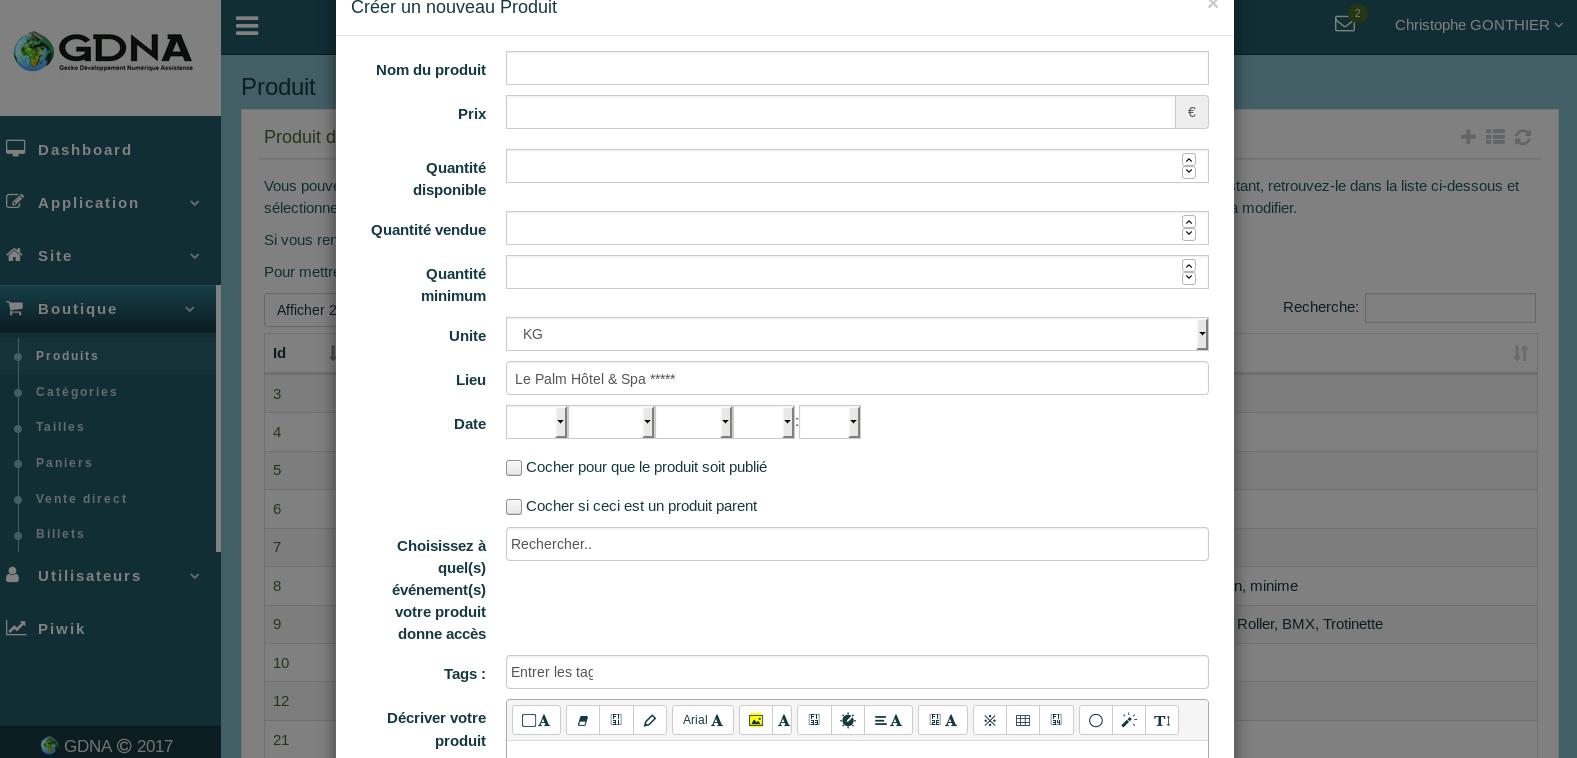 GDNA
Gecko Développement Numérique Assistance
Dashboard
Application
Site
Boutique
Produits
Catégories
Tailles
Paniers
Vente direct
Billets
Utilisateurs
Piwik
GDNA © 2017
2
Christophe GONTHIER
Produit
Produit d
Vous pouve
sélectionne
Si vous ren
Pour mettre
Afficher 2
Id
3
4
5
6
7
8
9
10
12
21
Créer un nouveau Produit
×
Nom du produit
Prix
€
Quantité
disponible
Quantité vendue
Quantité
minimum
Unite
KG
Lieu
Le Palm Hôtel & Spa *****
Date
:
Cocher pour que le produit soit publié
Cocher si ceci est un produit parent
Choisissez à
quel(s)
événement(s)
votre produit
donne accès
Rechercher..
Tags :
Entrer les tag
Décriver votre
produit
A
Arial A
A
A
A
T
stant, retrouvez-le dans la liste ci-dessous et
à modifier.
Recherche:
n, minime
Roller, BMX, Trotinette